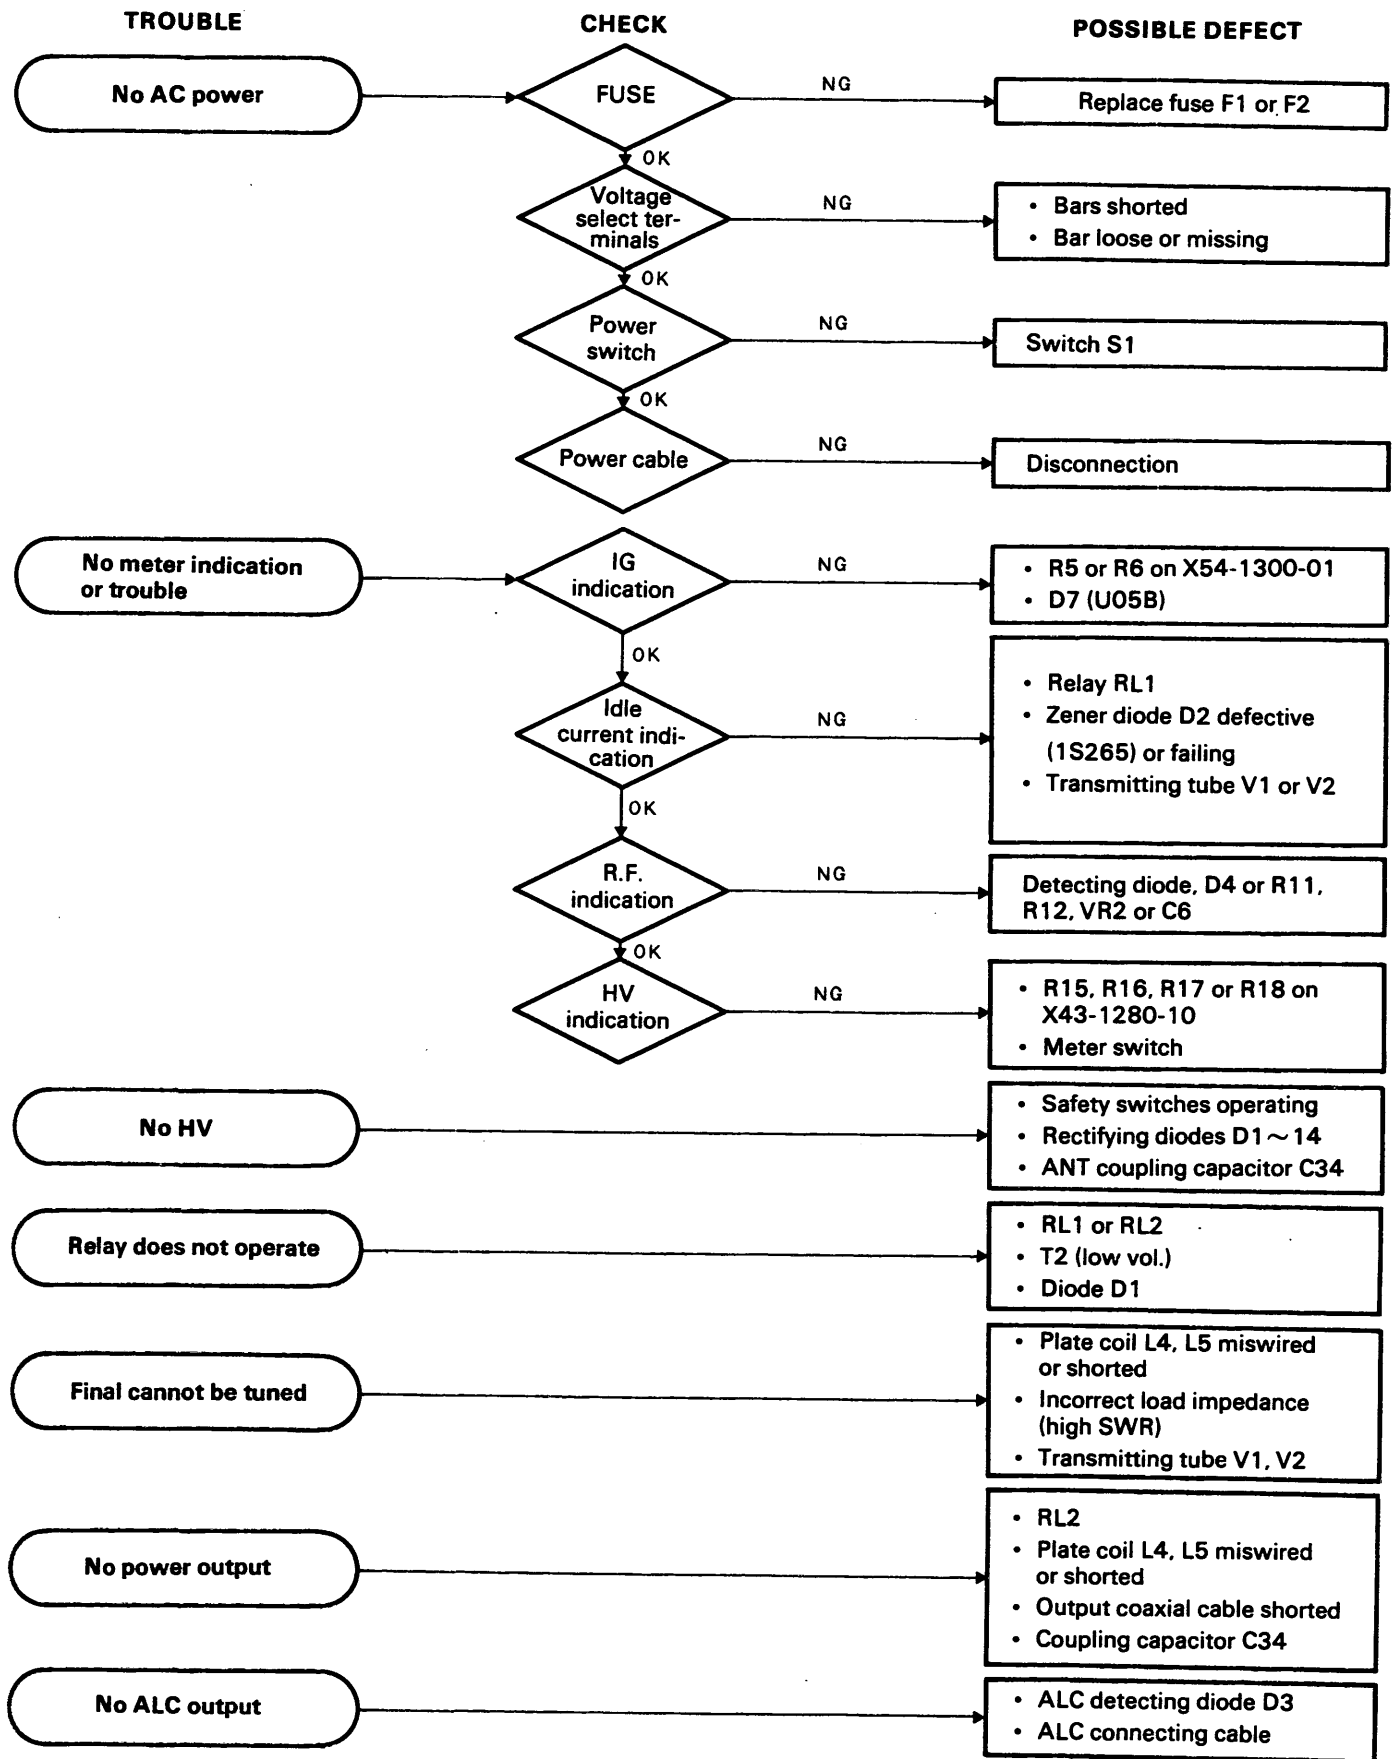 TROUBLE
CHECK
POSSIBLE DEFECT
No AC power
FUSE
NG
Replace fuse F1 or F2
OK
Voltage
select ter-
minals
NG
• Bars shorted
• Bar loose or missing
OK
Power
switch
NG
Switch S1
OK
Power cable
NG
Disconnection
No meter indication
or trouble
IG
indication
NG
• R5 or R6 on X54-1300-01
• D7 (U05B)
OK
Idle
current indi-
cation
NG
• Relay RL1
• Zener diode D2 defective
(1S265) or failing
• Transmitting tube V1 or V2
OK
R.F.
indication
NG
Detecting diode, D4 or R11,
R12, VR2 or C6
OK
HV
indication
NG
• R15, R16, R17 or R18 on
X43-1280-10
• Meter switch
No HV
• Safety switches operating
• Rectifying diodes D1~14
• ANT coupling capacitor C34
Relay does not operate
• RL1 or RL2
• T2 (low vol.)
• Diode D1
Final cannot be tuned
• Plate coil L4, L5 miswired
or shorted
• Incorrect load impedance
(high SWR)
• Transmitting tube V1, V2
No power output
• RL2
• Plate coil L4, L5 miswired
or shorted
• Output coaxial cable shorted
• Coupling capacitor C34
No ALC output
• ALC detecting diode D3
• ALC connecting cable